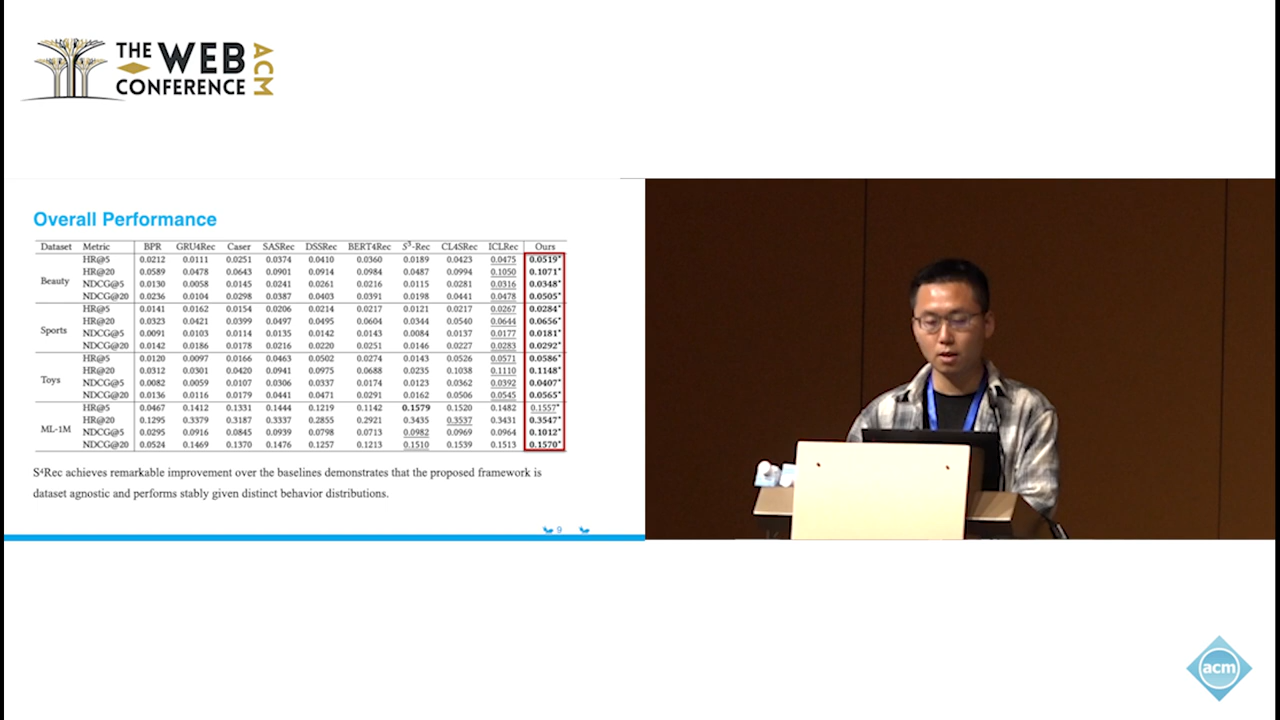 THE WEB
CONFERENCE
ACM
Overall Performance
Dataset Metric BPR GRU4Rec Caser SASRec DSSRec BERT4Rec S³-Rec CL4SRec ICLRec Ours
HR@5 0.0212 0.0111 0.0251 0.0374 0.0410 0.0360 0.0189 0.0423 0.0475 0.0519*
HR@20 0.0589 0.0478 0.0643 0.0901 0.0914 0.0984 0.0487 0.0994 0.1050 0.1071*
Beauty
NDCG@5 0.0130 0.0058 0.0145 0.0241 0.0261 0.0216 0.0115 0.0281 0.0316 0.0348*
NDCG@20 0.0236 0.0104 0.0298 0.0387 0.0403 0.0391 0.0198 0.0441 0.0478 0.0505*
HR@5 0.0141 0.0162 0.0154 0.0206 0.0214 0.0217 0.0121 0.0217 0.0267 0.0284*
HR@20 0.0323 0.0421 0.0399 0.0497 0.0495 0.0604 0.0344 0.0540 0.0644 0.0656*
Sports
NDCG@5 0.0091 0.0103 0.0114 0.0135 0.0142 0.0143 0.0084 0.0137 0.0177 0.0181*
NDCG@20 0.0142 0.0186 0.0178 0.0216 0.0220 0.0251 0.0146 0.0227 0.0283 0.0292*
HR@5 0.0120 0.0097 0.0166 0.0463 0.0502 0.0274 0.0143 0.0526 0.0571 0.0586*
HR@20 0.0312 0.0301 0.0420 0.0941 0.0975 0.0688 0.0235 0.1038 0.1110 0.1148*
Toys
NDCG@5 0.0082 0.0059 0.0107 0.0306 0.0337 0.0174 0.0123 0.0362 0.0392 0.0407*
NDCG@20 0.0136 0.0116 0.0179 0.0441 0.0471 0.0291 0.0162 0.0506 0.0545 0.0565*
HR@5 0.0467 0.1412 0.1331 0.1444 0.1219 0.1142 0.1579 0.1520 0.1482 0.1557*
HR@20 0.1295 0.3379 0.3187 0.3337 0.2855 0.2921 0.3435 0.3537 0.3431 0.3547*
ML-1M
NDCG@5 0.0295 0.0916 0.0845 0.0939 0.0798 0.0713 0.0982 0.0969 0.0964 0.1012*
NDCG@20 0.0524 0.1469 0.1370 0.1476 0.1257 0.1213 0.1510 0.1539 0.1513 0.1570*
S⁴Rec achieves remarkable improvement over the baselines demonstrates that the proposed framework is
dataset agnostic and performs stably given distinct behavior distributions.
9
acm